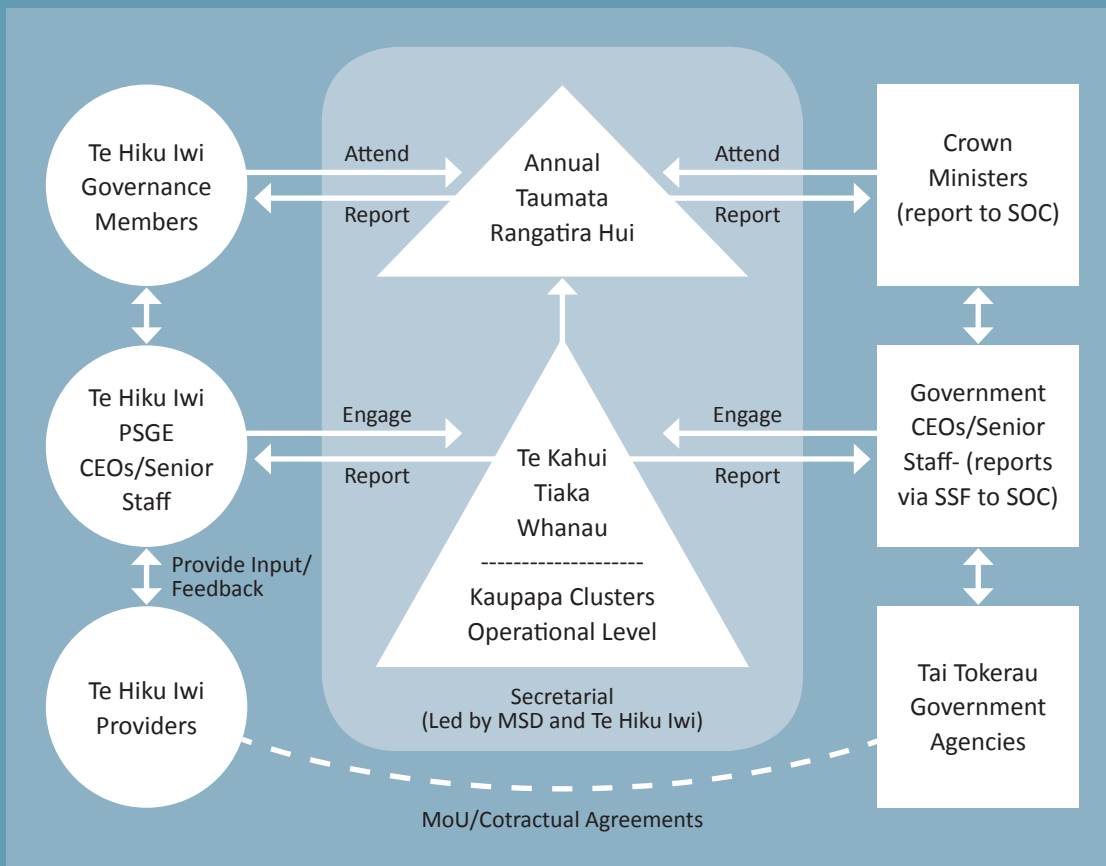 Te Hiku Iwi
Governance
Members
Attend
Report
Annual
Taumata
Rangatira Hui
Attend
Report
Crown
Ministers
(report to SOC)
Te Hiku Iwi
PSGE
CEOs/Senior
Staff
Engage
Report
Te Kahui
Tiaka
Whanau
--------------------
Kaupapa Clusters
Operational Level
Engage
Report
Government
CEOs/Senior
Staff- (reports
via SSF to SOC)
Provide Input/
Feedback
Te Hiku Iwi
Providers
Secretarial
(Led by MSD and Te Hiku Iwi)
Tai Tokerau
Government
Agencies
MoU/Cotractual Agreements